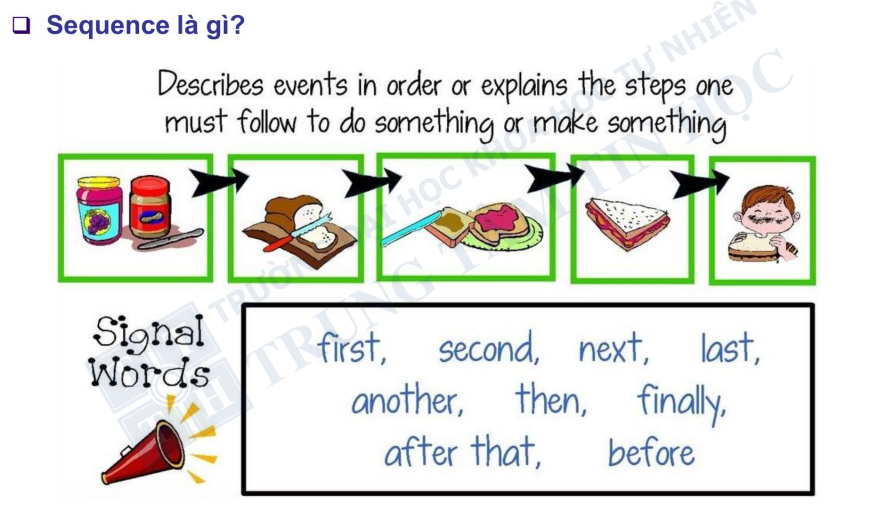 Sequence là gì?
Describes events in order or explains the steps one
must follow to do something or make something
Signal
Words
first, second, next, last,
another, then, finally,
after that, before
TRƯỜNG ĐẠI HỌC KHOA HỌC TỰ NHIÊN
TRUNG TÂM TIN HỌC